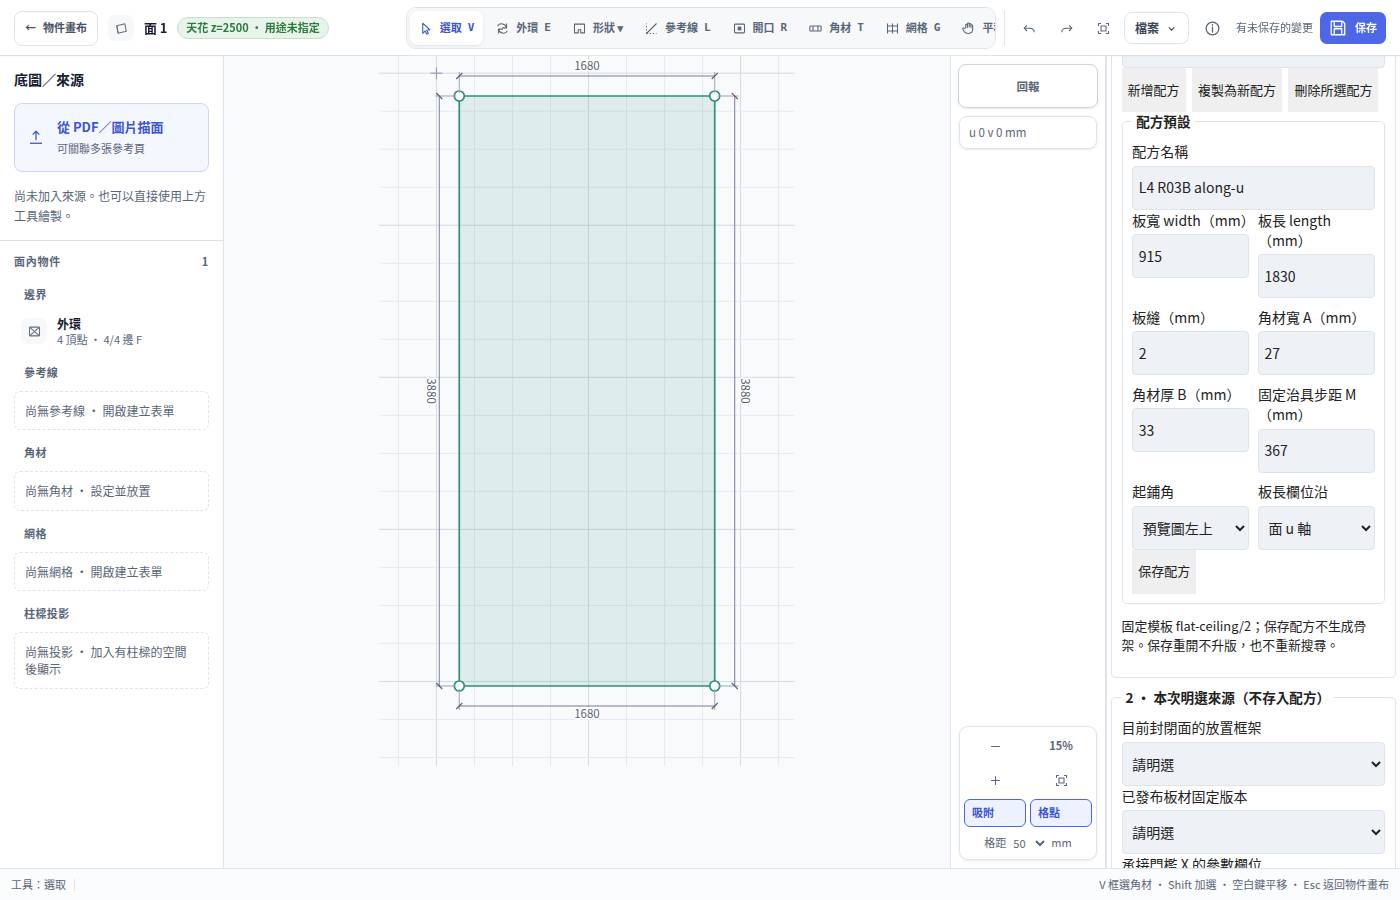 物件畫布
面 1
天花 z=2500・用途未指定
選取 V
外環 E
形狀▾
參考線 L
開口 R
角材 T
網格 G
檔案
有未保存的變更
保存
底圖／來源
從 PDF／圖片描面
可關聯多張參考頁
尚未加入來源。也可以直接使用上方
工具繪製。
面內物件 1
邊界
外環
4 頂點・4/4 邊 F
參考線
尚無參考線・開啟建立表單
角材
尚無角材・設定並放置
網格
尚無網格・開啟建立表單
柱樑投影
尚無投影・加入有柱樑的空間
後顯示
1680
3880
3880
1680
回報
u 0 v 0 mm
15%
吸附
格點
格距 50 mm
新增配方
複製為新配方
刪除所選配方
配方預設
配方名稱
L4 R03B along-u
板寬 width（mm）
板長 length
（mm）
915
1830
板縫（mm）
角材寬 A（mm）
2
27
角材厚 B（mm）
固定治具步距 M
（mm）
33
367
起鋪角
板長欄位沿
預覽圖左上
面 u 軸
保存配方
固定模板 flat-ceiling/2；保存配方不生成骨
架。保存重開不升版，也不重新搜尋。
2・本次明選來源（不存入配方）
目前封閉面的放置框架
請明選
已發布板材固定版本
請明選
承接門檻 X 的參數欄位
工具：選取
V 框選角材・Shift 加選・空白鍵平移・Esc 返回物件畫布